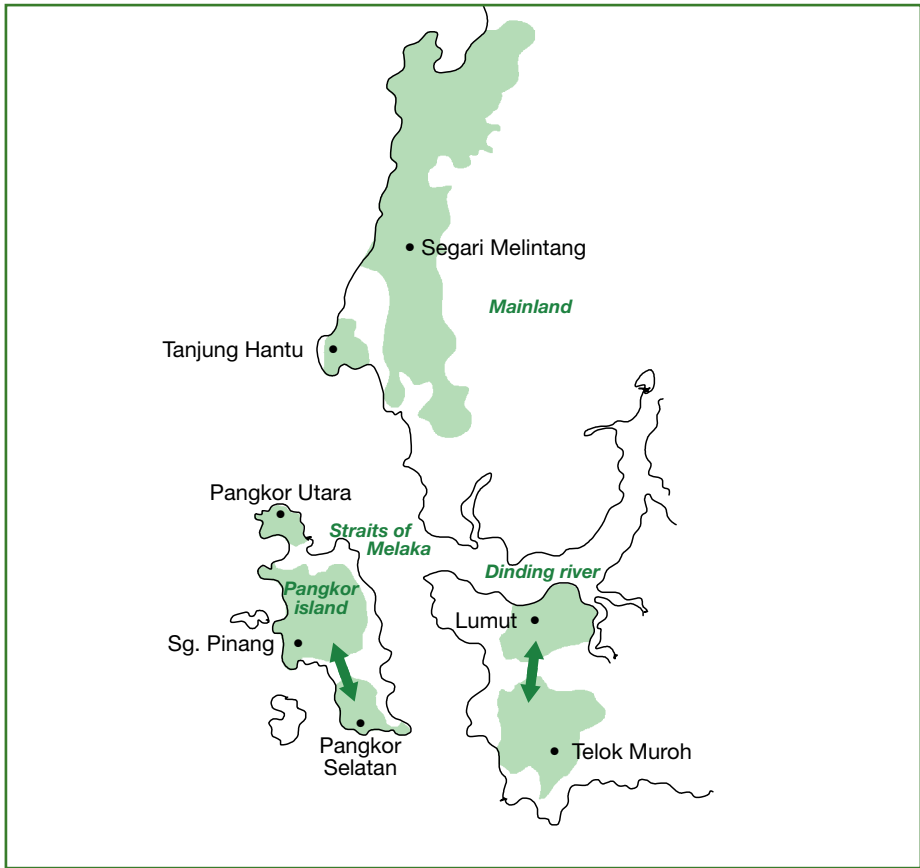 Segari Melintang
Mainland
Tanjung Hantu
Pangkor Utara
Straits of
Melaka
Dinding river
Pangkor
island
Lumut
Sg. Pinang
Pangkor
Selatan
Telok Muroh